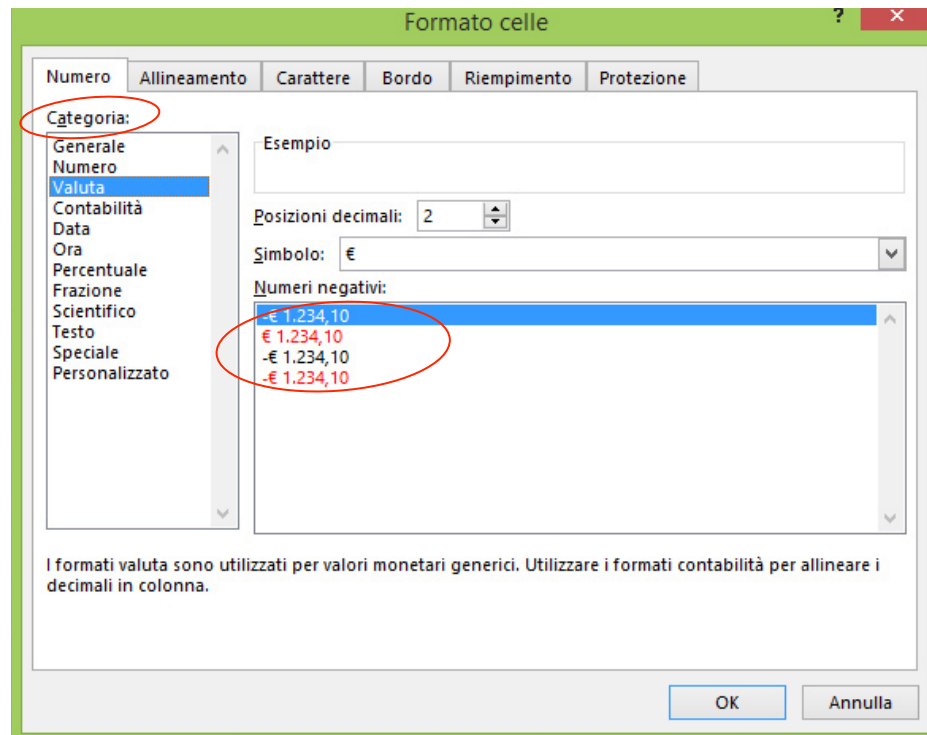 Formato celle
?
×
Numero Allineamento Carattere Bordo Riempimento Protezione
Categoria:
Generale
Numero
Valuta
Contabilità
Data
Ora
Percentuale
Frazione
Scientifico
Testo
Speciale
Personalizzato
Esempio
Posizioni decimali: 2
Simbolo: €
Numeri negativi:
-€ 1.234,10
€ 1.234,10
-€ 1.234,10
-€ 1.234,10
I formati valuta sono utilizzati per valori monetari generici. Utilizzare i formati contabilità per allineare i
decimali in colonna.
OK Annulla